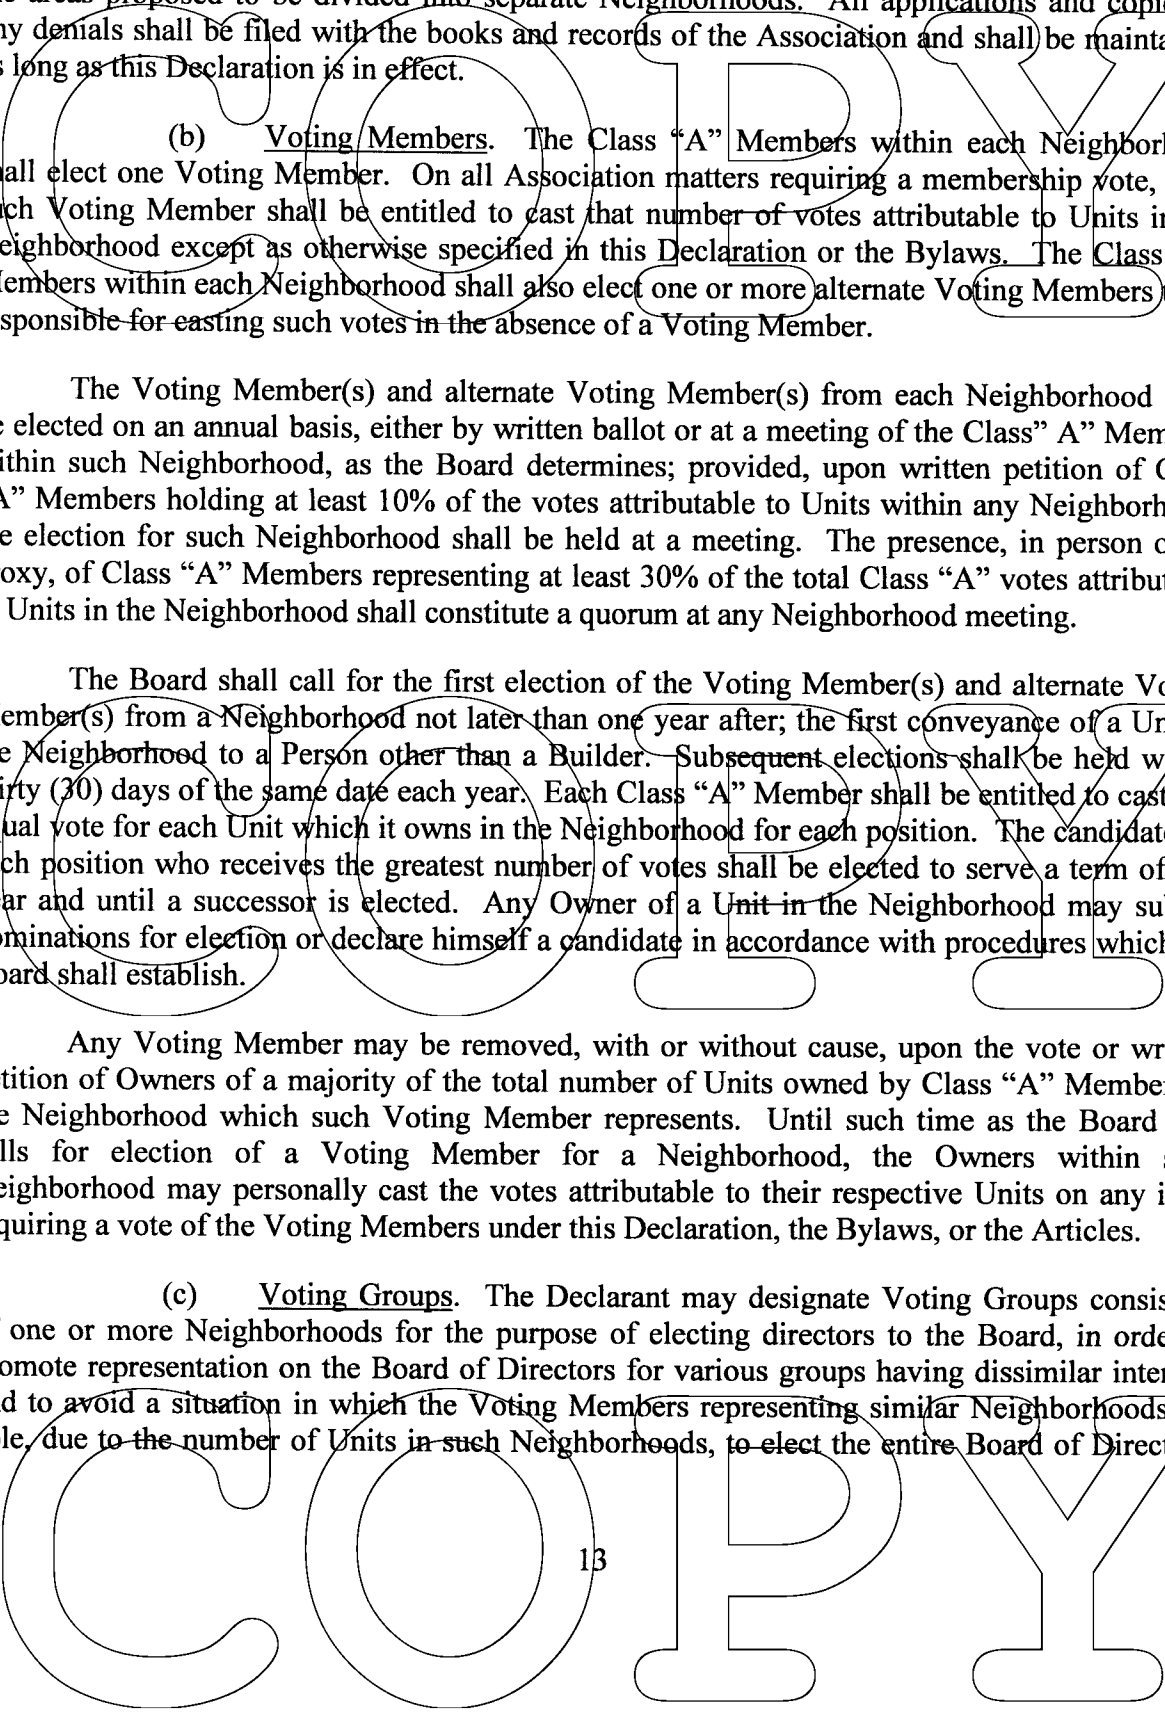 areas proposed to be divided into separate Neighborhoods. All applications and copi
ny denials shall be filed with the books and records of the Association and shall be mainta
s long as this Declaration is in effect.
(b) Voting Members. The Class “A” Members within each Neighborh
all elect one Voting Member. On all Association matters requiring a membership vote,
ch Voting Member shall be entitled to cast that number of votes attributable to Units in
eighborhood except as otherwise specified in this Declaration or the Bylaws. The Class
embers within each Neighborhood shall also elect one or more alternate Voting Members
sponsible for casting such votes in the absence of a Voting Member.
The Voting Member(s) and alternate Voting Member(s) from each Neighborhood
e elected on an annual basis, either by written ballot or at a meeting of the Class” A” Mem
ithin such Neighborhood, as the Board determines; provided, upon written petition of C
A” Members holding at least 10% of the votes attributable to Units within any Neighborh
e election for such Neighborhood shall be held at a meeting. The presence, in person o
roxy, of Class “A” Members representing at least 30% of the total Class “A” votes attribut
Units in the Neighborhood shall constitute a quorum at any Neighborhood meeting.
The Board shall call for the first election of the Voting Member(s) and alternate Vo
ember(s) from a Neighborhood not later than one year after; the first conveyance of a Un
e Neighborhood to a Person other than a Builder. Subsequent elections shall be held w
irty (30) days of the same date each year. Each Class “A” Member shall be entitled to cast
ual vote for each Unit which it owns in the Neighborhood for each position. The candidate
ch position who receives the greatest number of votes shall be elected to serve a term of
ar and until a successor is elected. Any Owner of a Unit in the Neighborhood may su
ominations for election or declare himself a candidate in accordance with procedures which
oard shall establish.
Any Voting Member may be removed, with or without cause, upon the vote or wr
tition of Owners of a majority of the total number of Units owned by Class “A” Member
e Neighborhood which such Voting Member represents. Until such time as the Board
lls for election of a Voting Member for a Neighborhood, the Owners within s
eighborhood may personally cast the votes attributable to their respective Units on any i
quiring a vote of the Voting Members under this Declaration, the Bylaws, or the Articles.
(c) Voting Groups. The Declarant may designate Voting Groups consis
one or more Neighborhoods for the purpose of electing directors to the Board, in orde
omote representation on the Board of Directors for various groups having dissimilar inter
d to avoid a situation in which the Voting Members representing similar Neighborhoods
le, due to the number of Units in such Neighborhoods, to elect the entire Board of Direct
13
COPY
COPY
COPY